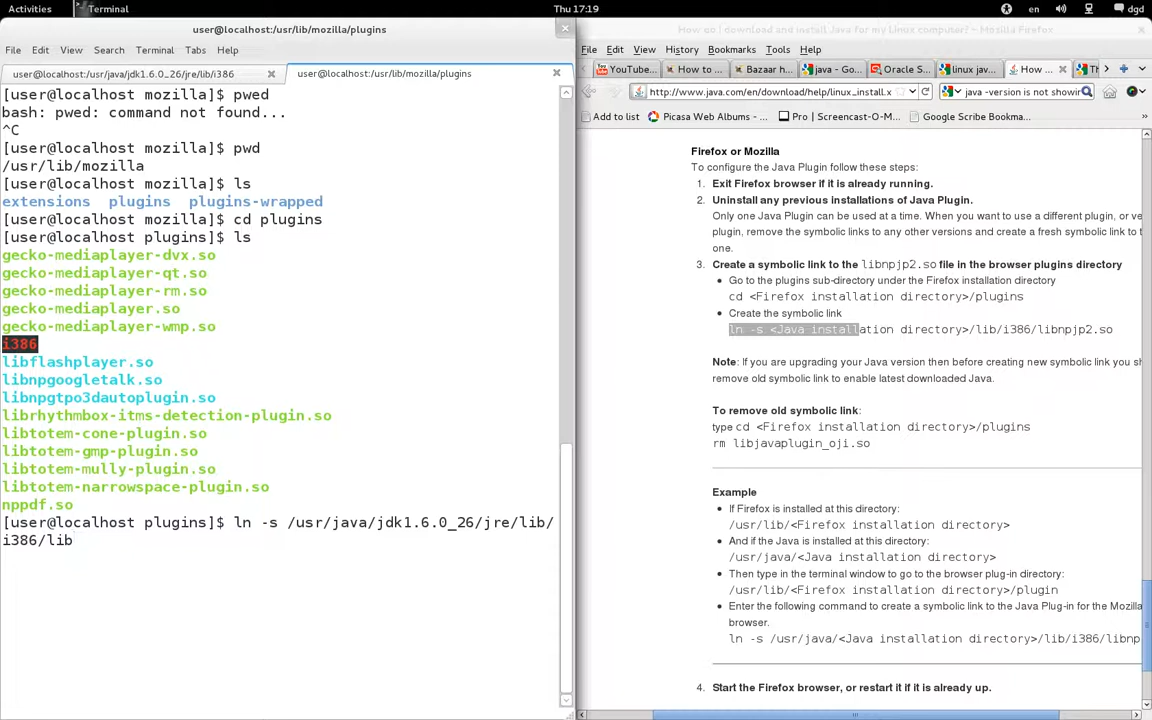 Activities Terminal Thu 17:19 en dgd
user@localhost:/usr/lib/mozilla/plugins
File Edit View Search Terminal Tabs Help
user@localhost:/usr/java/jdk1.6.0_26/jre/lib/i386 user@localhost:/usr/lib/mozilla/plugins
[user@localhost mozilla]$ pwed
bash: pwed: command not found...
^C
[user@localhost mozilla]$ pwd
/usr/lib/mozilla
[user@localhost mozilla]$ ls
extensions plugins plugins-wrapped
[user@localhost mozilla]$ cd plugins
[user@localhost plugins]$ ls
gecko-mediaplayer-dvx.so
gecko-mediaplayer-qt.so
gecko-mediaplayer-rm.so
gecko-mediaplayer.so
gecko-mediaplayer-wmp.so
i386
libflashplayer.so
libnpgoogletalk.so
libnpgtpo3dautoplugin.so
librhythmbox-itms-detection-plugin.so
libtotem-cone-plugin.so
libtotem-gmp-plugin.so
libtotem-mully-plugin.so
libtotem-narrowspace-plugin.so
nppdf.so
[user@localhost plugins]$ ln -s /usr/java/jdk1.6.0_26/jre/lib/
i386/lib
How do I download and install Java for my Linux computer? - Mozilla Firefox
File Edit View History Bookmarks Tools Help
YouTube... How to ... Bazaar h... java - Go... Oracle S... linux jav... How ... Th
http://www.java.com/en/download/help/linux_install.x java -version is not showir
Add to list Picasa Web Albums - ... Pro | Screencast-O-M... Google Scribe Bookma... »
Firefox or Mozilla
To configure the Java Plugin follow these steps:
1. Exit Firefox browser if it is already running.
2. Uninstall any previous installations of Java Plugin.
Only one Java Plugin can be used at a time. When you want to use a different plugin, or ve
plugin, remove the symbolic links to any other versions and create a fresh symbolic link to t
one.
3. Create a symbolic link to the libnpjp2.so file in the browser plugins directory
• Go to the plugins sub-directory under the Firefox installation directory
cd <Firefox installation directory>/plugins
• Create the symbolic link
ln -s <Java installation directory>/lib/i386/libnpjp2.so
Note: If you are upgrading your Java version then before creating new symbolic link you sh
remove old symbolic link to enable latest downloaded Java.
To remove old symbolic link:
type cd <Firefox installation directory>/plugins
rm libjavaplugin_oji.so
Example
• If Firefox is installed at this directory:
/usr/lib/<Firefox installation directory>
• And if the Java is installed at this directory:
/usr/java/<Java installation directory>
• Then type in the terminal window to go to the browser plug-in directory:
/usr/lib/<Firefox installation directory>/plugin
• Enter the following command to create a symbolic link to the Java Plug-in for the Mozilla
browser.
ln -s /usr/java/<Java installation directory>/lib/i386/libnp
4. Start the Firefox browser, or restart it if it is already up.